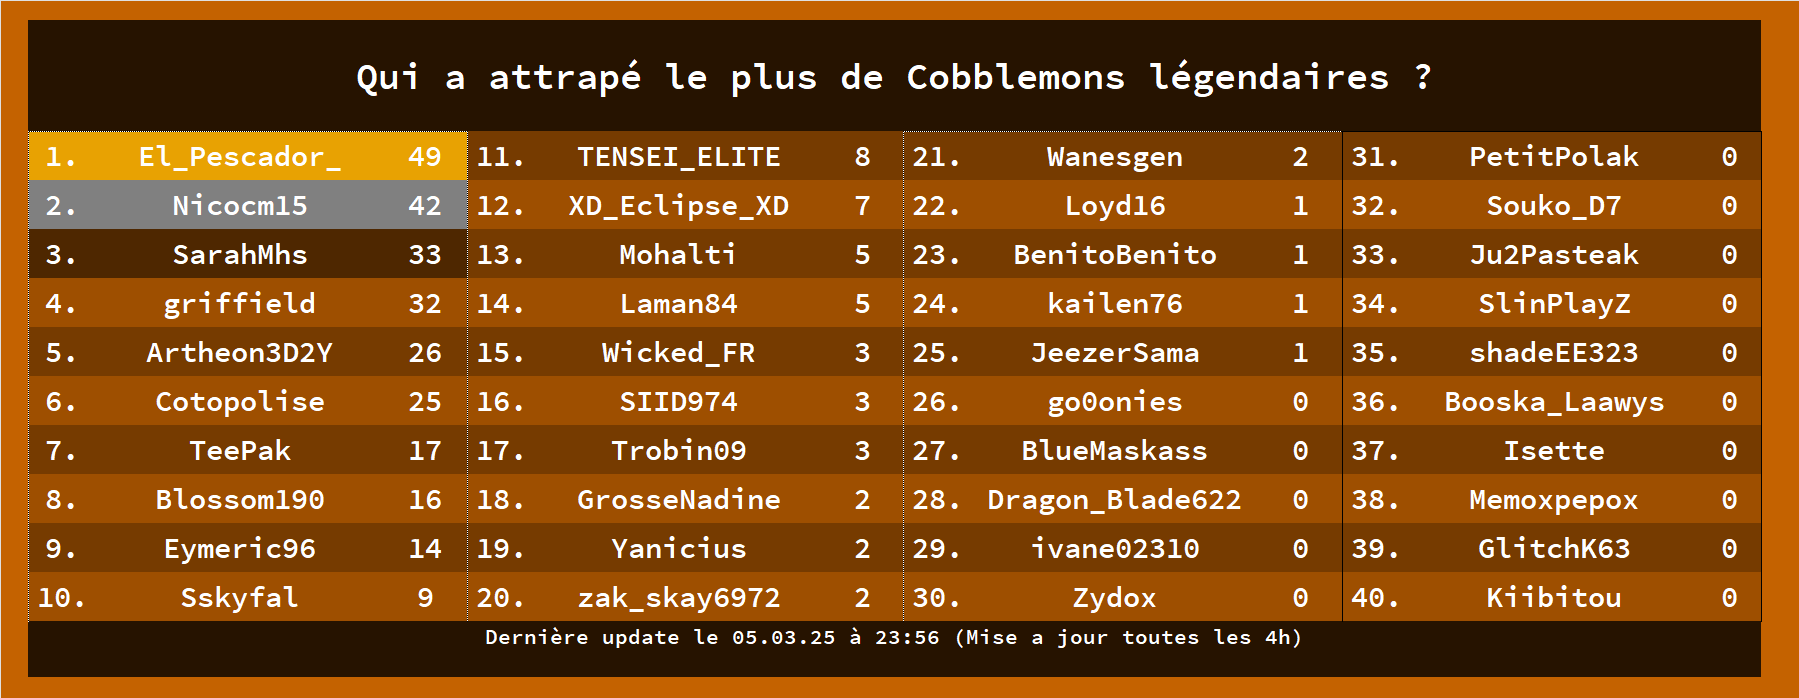 Qui a attrapé le plus de Cobblemons légendaires ?
1. El_Pescador_ 49
2. Nicocm15 42
3. SarahMhs 33
4. griffield 32
5. Artheon3D2Y 26
6. Cotopolise 25
7. TeePak 17
8. Blossom190 16
9. Eymeric96 14
10. Sskyfal 9
11. TENSEI_ELITE 8
12. XD_Eclipse_XD 7
13. Mohalti 5
14. Laman84 5
15. Wicked_FR 3
16. SIID974 3
17. Trobin09 3
18. GrosseNadine 2
19. Yanicius 2
20. zak_skay6972 2
21. Wanesgen 2
22. Loyd16 1
23. BenitoBenito 1
24. kailen76 1
25. JeezerSama 1
26. go0onies 0
27. BlueMaskass 0
28. Dragon_Blade622 0
29. ivane02310 0
30. Zydox 0
31. PetitPolak 0
32. Souko_D7 0
33. Ju2Pasteak 0
34. SlinPlayZ 0
35. shadeEE323 0
36. Booska_Laawys 0
37. Isette 0
38. Memoxpepox 0
39. GlitchK63 0
40. Kiibitou 0
Dernière update le 05.03.25 à 23:56 (Mise a jour toutes les 4h)